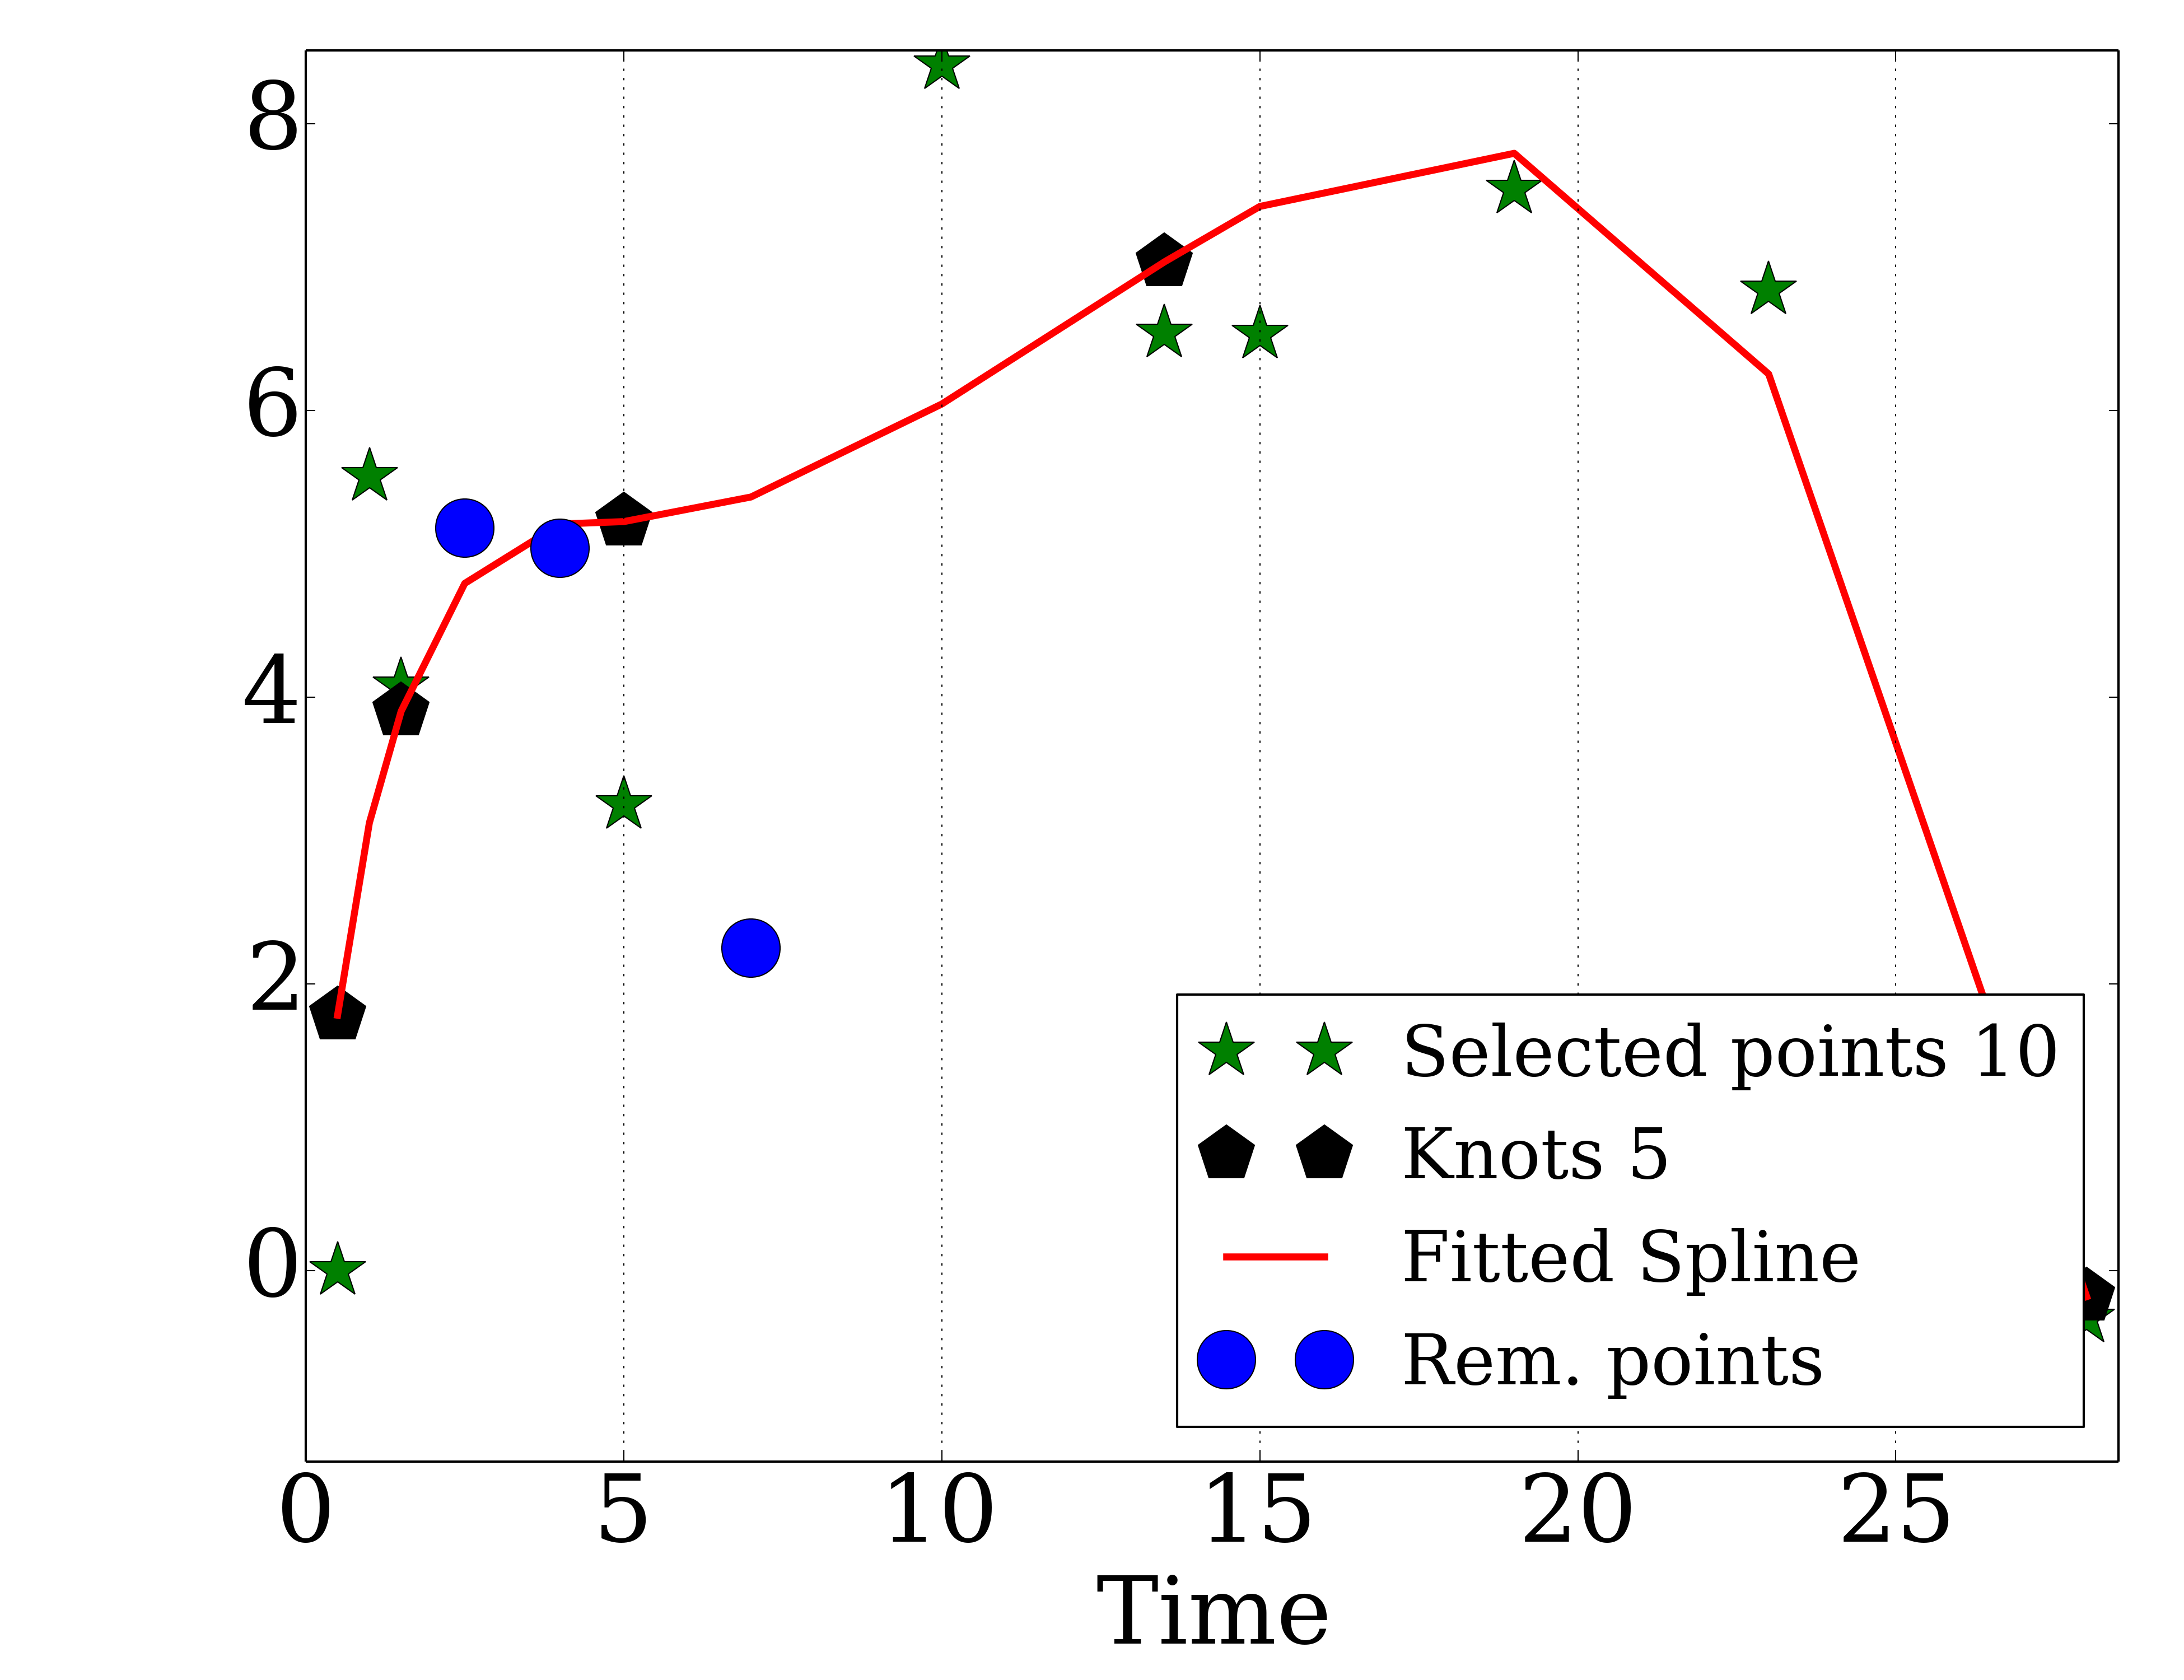 8
6
4
2
0
0 5 10 15 20 25
Time
Selected points 10
Knots 5
Fitted Spline
Rem. points